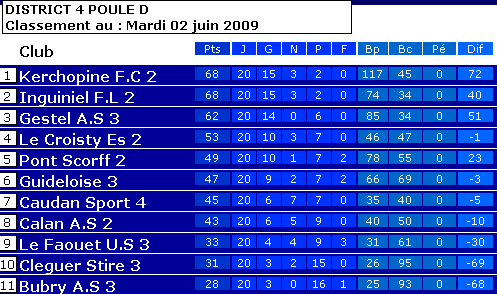 DISTRICT 4 POULE D
Classement au : Mardi 02 juin 2009
Club Pts J G N P F Bp Bc Pé Dif
1 Kerchopine F.C 2 68 20 15 3 2 0 117 45 0 72
2 Inguiniel F.L 2 68 20 15 3 2 0 74 34 0 40
3 Gestel A.S 3 62 20 14 0 6 0 85 34 0 51
4 Le Croisty Es 2 53 20 10 3 7 0 46 47 0 -1
5 Pont Scorff 2 49 20 10 1 7 2 78 55 0 23
6 Guideloise 3 47 20 9 2 7 2 66 69 0 -3
7 Caudan Sport 4 45 20 6 7 7 0 35 40 0 -5
8 Calan A.S 2 43 20 6 5 9 0 40 50 0 -10
9 Le Faouet U.S 3 33 20 4 4 9 3 31 61 0 -30
10 Cleguer Stire 3 31 20 3 2 15 0 26 95 0 -69
11 Bubry A.S 3 28 20 3 0 16 1 25 93 0 -68